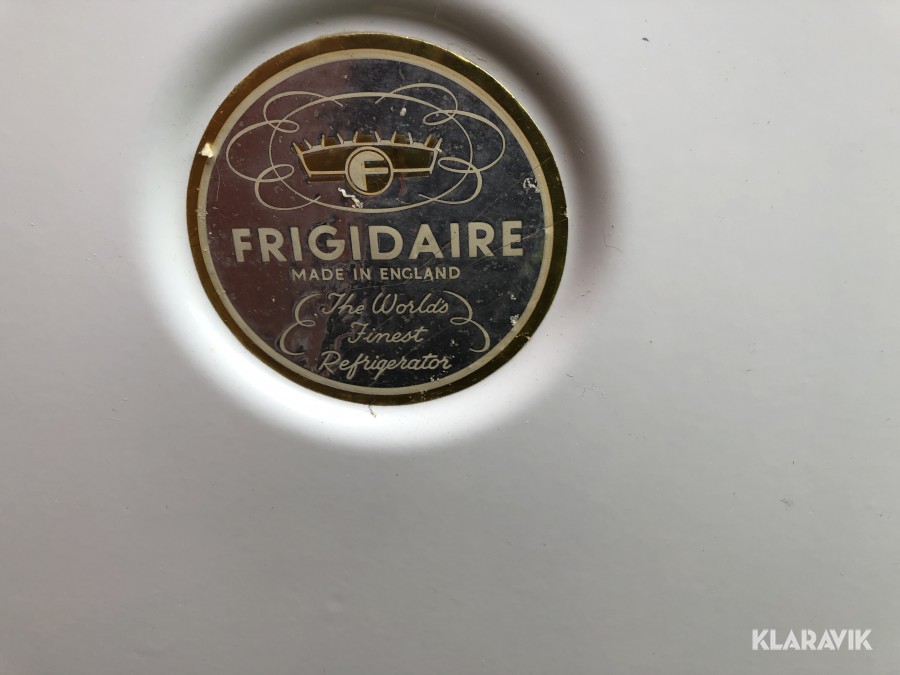 F
FRIGIDAIRE
MADE IN ENGLAND
The World's
Finest
Refrigerator
KLARAVIK